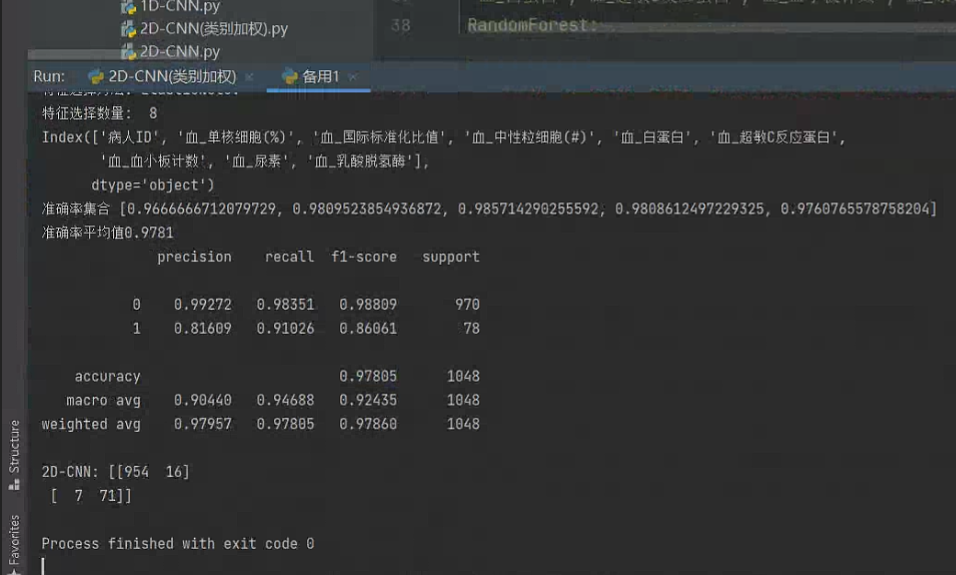 1D-CNN.py
2D-CNN(类别加权).py
2D-CNN.py
38
RandomForest:
Run: 2D-CNN(类别加权) × 备用1 ×
特征选择数量: 8
Index(['病人ID', '血_单核细胞(%)', '血_国际标准化比值', '血_中性粒细胞(#)', '血_白蛋白', '血_超敏C反应蛋白',
'血_血小板计数', '血_尿素', '血_乳酸脱氢酶'],
dtype='object')
准确率集合 [0.9666666712079729, 0.9809523854936872, 0.985714290255592, 0.9808612497229325, 0.9760765578758204]
准确率平均值0.9781
precision recall f1-score support
0 0.99272 0.98351 0.98809 970
1 0.81609 0.91026 0.86061 78
accuracy 0.97805 1048
macro avg 0.90440 0.94688 0.92435 1048
weighted avg 0.97957 0.97805 0.97860 1048
2D-CNN: [[954 16]
[ 7 71]]
Process finished with exit code 0
Structure
Favorites